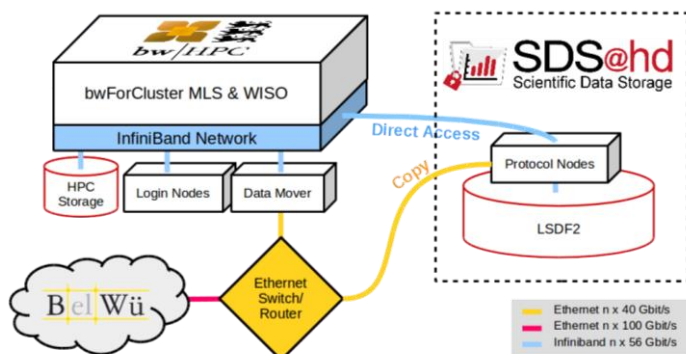 bw|HPC
bwForCluster MLS & WISO
InfiniBand Network
HPC
Storage
Login Nodes
Data Mover
Direct Access
Copy
SDS@hd
Scientific Data Storage
Protocol Nodes
LSDF2
BelWü
Ethernet
Switch/
Router
Ethernet n x 40 Gbit/s
Ethernet n x 100 Gbit/s
Infiniband n x 56 Gbit/s